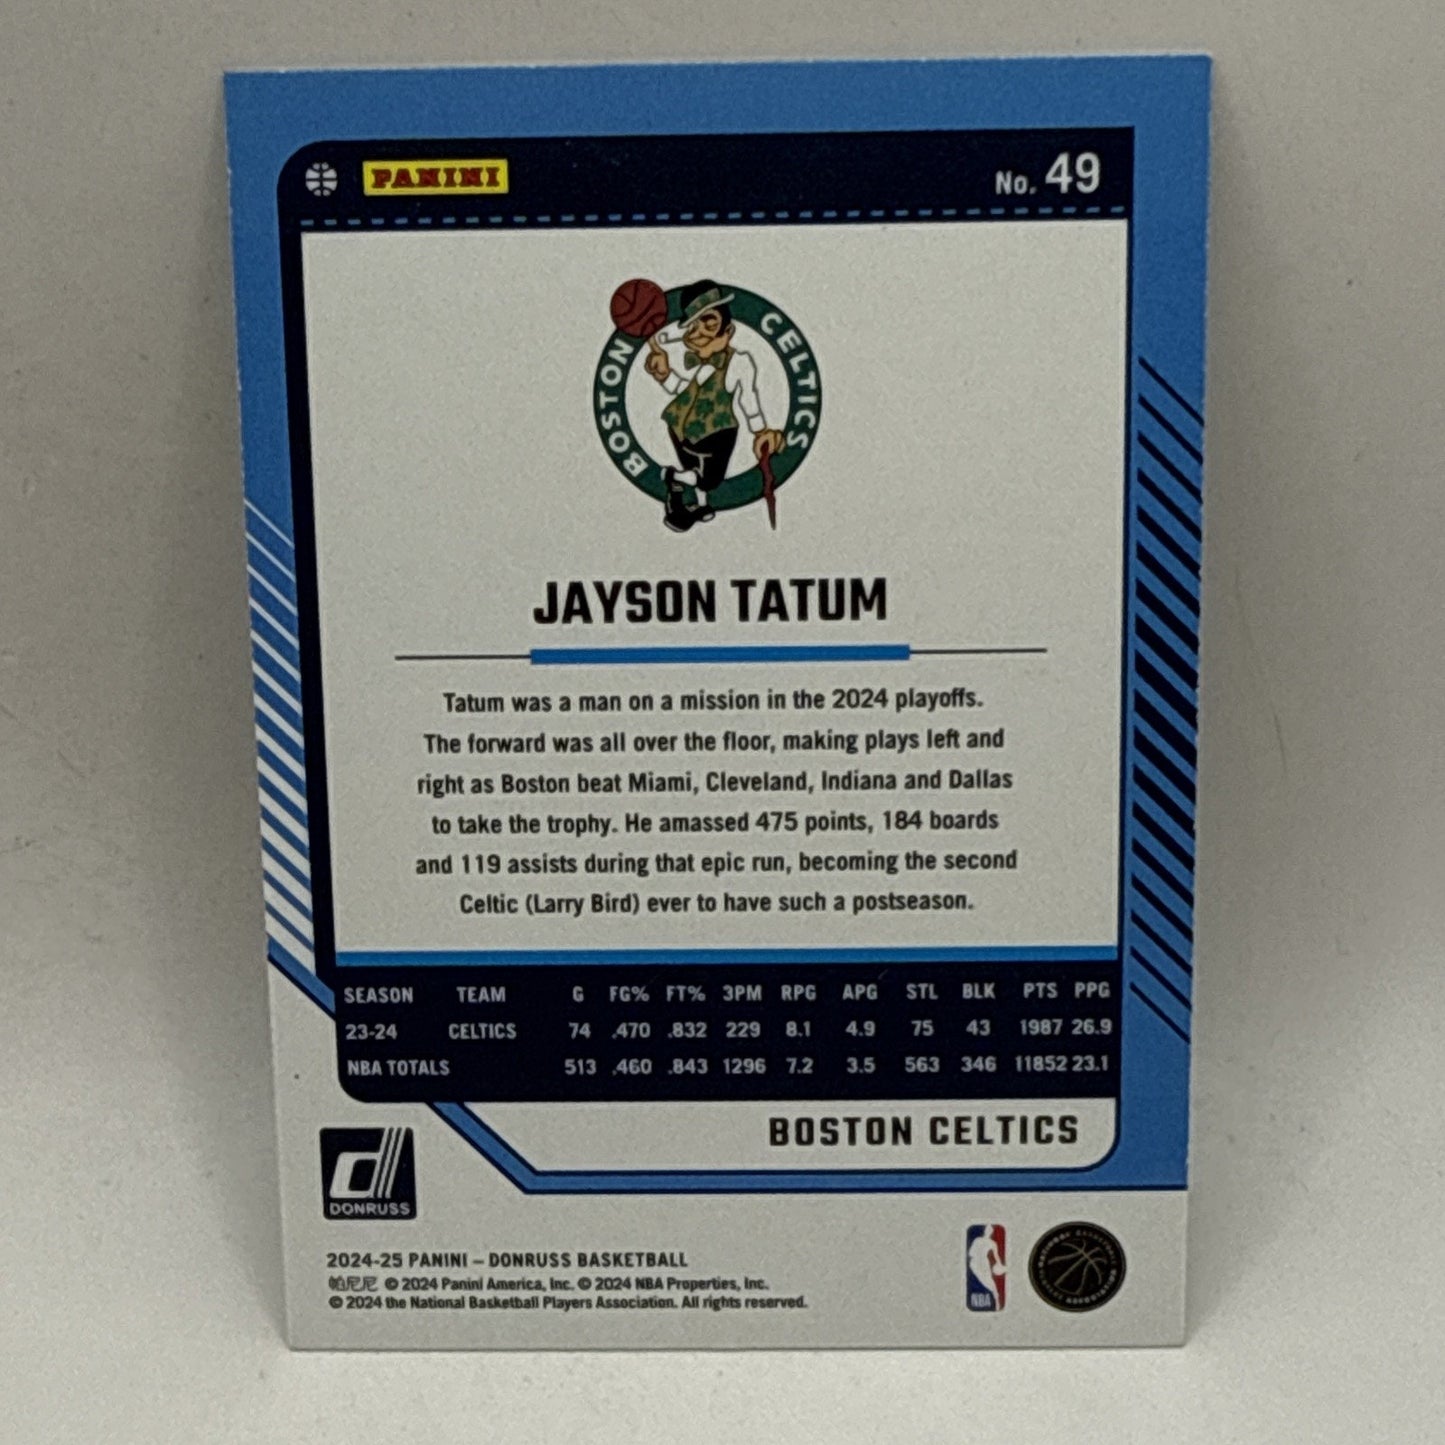 PANINI
No. 49
BOSTON CELTICS
JAYSON TATUM
Tatum was a man on a mission in the 2024 playoffs.
The forward was all over the floor, making plays left and
right as Boston beat Miami, Cleveland, Indiana and Dallas
to take the trophy. He amassed 475 points, 184 boards
and 119 assists during that epic run, becoming the second
Celtic (Larry Bird) ever to have such a postseason.
SEASON TEAM G FG% FT% 3PM RPG APG STL BLK PTS PPG
23-24 CELTICS 74 .470 .832 229 8.1 4.9 75 43 1987 26.9
NBA TOTALS 513 .460 .843 1296 7.2 3.5 563 346 11852 23.1
BOSTON CELTICS
DONRUSS
2024-25 PANINI – DONRUSS BASKETBALL
帕尼尼 © 2024 Panini America, Inc. © 2024 NBA Properties, Inc.
© 2024 the National Basketball Players Association. All rights reserved.
NBA